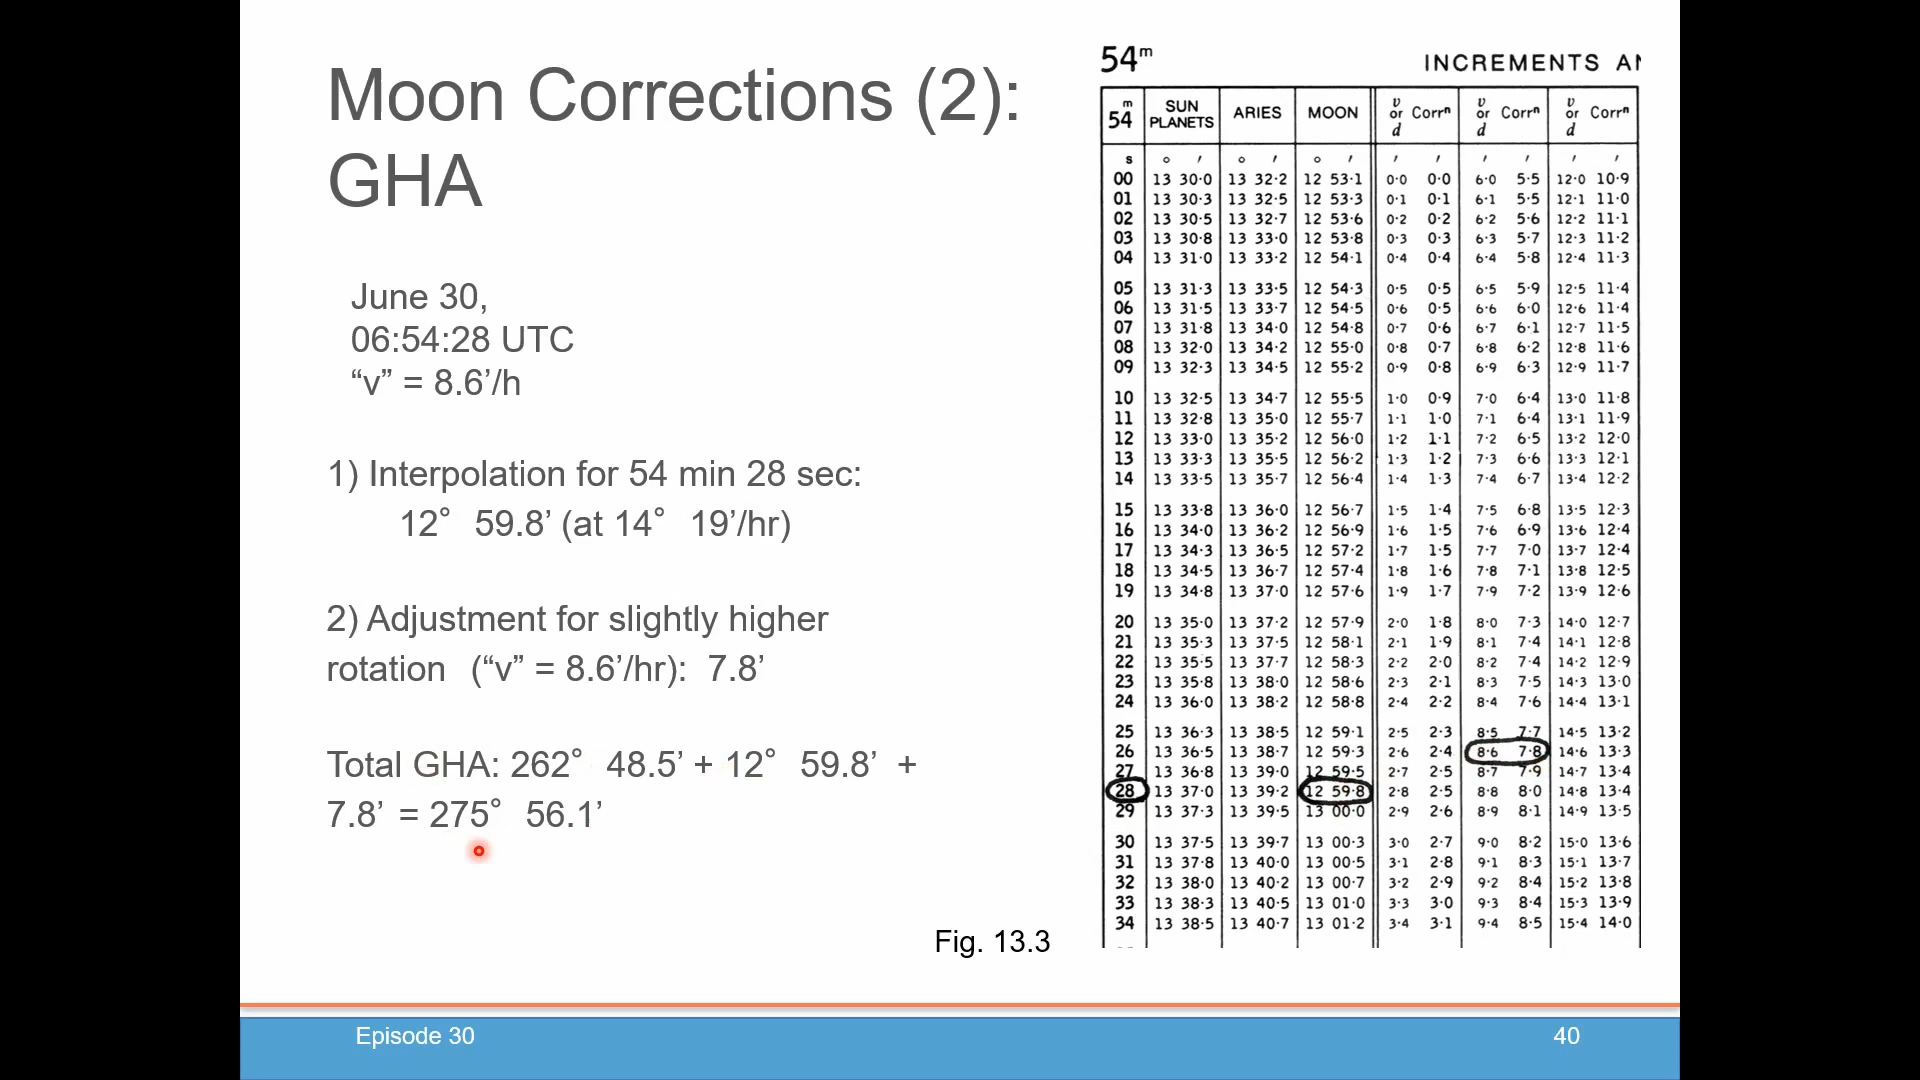 Moon Corrections (2):
GHA
June 30,
06:54:28 UTC
“v” = 8.6’/h
1) Interpolation for 54 min 28 sec:
12° 59.8’ (at 14° 19’/hr)
2) Adjustment for slightly higher
rotation (“v” = 8.6’/hr): 7.8’
Total GHA: 262° 48.5’ + 12° 59.8’ +
7.8’ = 275° 56.1’
Fig. 13.3
54ᵐ INCREMENTS AN
m 54 SUN PLANETS ARIES MOON υ or d Corrⁿ υ or d Corrⁿ υ or d Corrⁿ
s ° ′ ° ′ ° ′ ′ ′ ′ ′ ′ ′
00 13 30·0 13 32·2 12 53·1 0·0 0·0 6·0 5·5 12·0 10·9
01 13 30·3 13 32·5 12 53·3 0·1 0·1 6·1 5·5 12·1 11·0
02 13 30·5 13 32·7 12 53·6 0·2 0·2 6·2 5·6 12·2 11·1
03 13 30·8 13 33·0 12 53·8 0·3 0·3 6·3 5·7 12·3 11·2
04 13 31·0 13 33·2 12 54·1 0·4 0·4 6·4 5·8 12·4 11·3
05 13 31·3 13 33·5 12 54·3 0·5 0·5 6·5 5·9 12·5 11·4
06 13 31·5 13 33·7 12 54·5 0·6 0·5 6·6 6·0 12·6 11·4
07 13 31·8 13 34·0 12 54·8 0·7 0·6 6·7 6·1 12·7 11·5
08 13 32·0 13 34·2 12 55·0 0·8 0·7 6·8 6·2 12·8 11·6
09 13 32·3 13 34·5 12 55·2 0·9 0·8 6·9 6·3 12·9 11·7
10 13 32·5 13 34·7 12 55·5 1·0 0·9 7·0 6·4 13·0 11·8
11 13 32·8 13 35·0 12 55·7 1·1 1·0 7·1 6·4 13·1 11·9
12 13 33·0 13 35·2 12 56·0 1·2 1·1 7·2 6·5 13·2 12·0
13 13 33·3 13 35·5 12 56·2 1·3 1·2 7·3 6·6 13·3 12·1
14 13 33·5 13 35·7 12 56·4 1·4 1·3 7·4 6·7 13·4 12·2
15 13 33·8 13 36·0 12 56·7 1·5 1·4 7·5 6·8 13·5 12·3
16 13 34·0 13 36·2 12 56·9 1·6 1·5 7·6 6·9 13·6 12·4
17 13 34·3 13 36·5 12 57·2 1·7 1·5 7·7 7·0 13·7 12·4
18 13 34·5 13 36·7 12 57·4 1·8 1·6 7·8 7·1 13·8 12·5
19 13 34·8 13 37·0 12 57·6 1·9 1·7 7·9 7·2 13·9 12·6
20 13 35·0 13 37·2 12 57·9 2·0 1·8 8·0 7·3 14·0 12·7
21 13 35·3 13 37·5 12 58·1 2·1 1·9 8·1 7·4 14·1 12·8
22 13 35·5 13 37·7 12 58·3 2·2 2·0 8·2 7·4 14·2 12·9
23 13 35·8 13 38·0 12 58·6 2·3 2·1 8·3 7·5 14·3 13·0
24 13 36·0 13 38·2 12 58·8 2·4 2·2 8·4 7·6 14·4 13·1
25 13 36·3 13 38·5 12 59·1 2·5 2·3 8·5 7·7 14·5 13·2
26 13 36·5 13 38·7 12 59·3 2·6 2·4 8·6 7·8 14·6 13·3
27 13 36·8 13 39·0 12 59·5 2·7 2·5 8·7 7·9 14·7 13·4
28 13 37·0 13 39·2 12 59·8 2·8 2·5 8·8 8·0 14·8 13·4
29 13 37·3 13 39·5 13 00·0 2·9 2·6 8·9 8·1 14·9 13·5
30 13 37·5 13 39·7 13 00·3 3·0 2·7 9·0 8·2 15·0 13·6
31 13 37·8 13 40·0 13 00·5 3·1 2·8 9·1 8·3 15·1 13·7
32 13 38·0 13 40·2 13 00·7 3·2 2·9 9·2 8·4 15·2 13·8
33 13 38·3 13 40·5 13 01·0 3·3 3·0 9·3 8·4 15·3 13·9
34 13 38·5 13 40·7 13 01·2 3·4 3·1 9·4 8·5 15·4 14·0
Episode 30
40